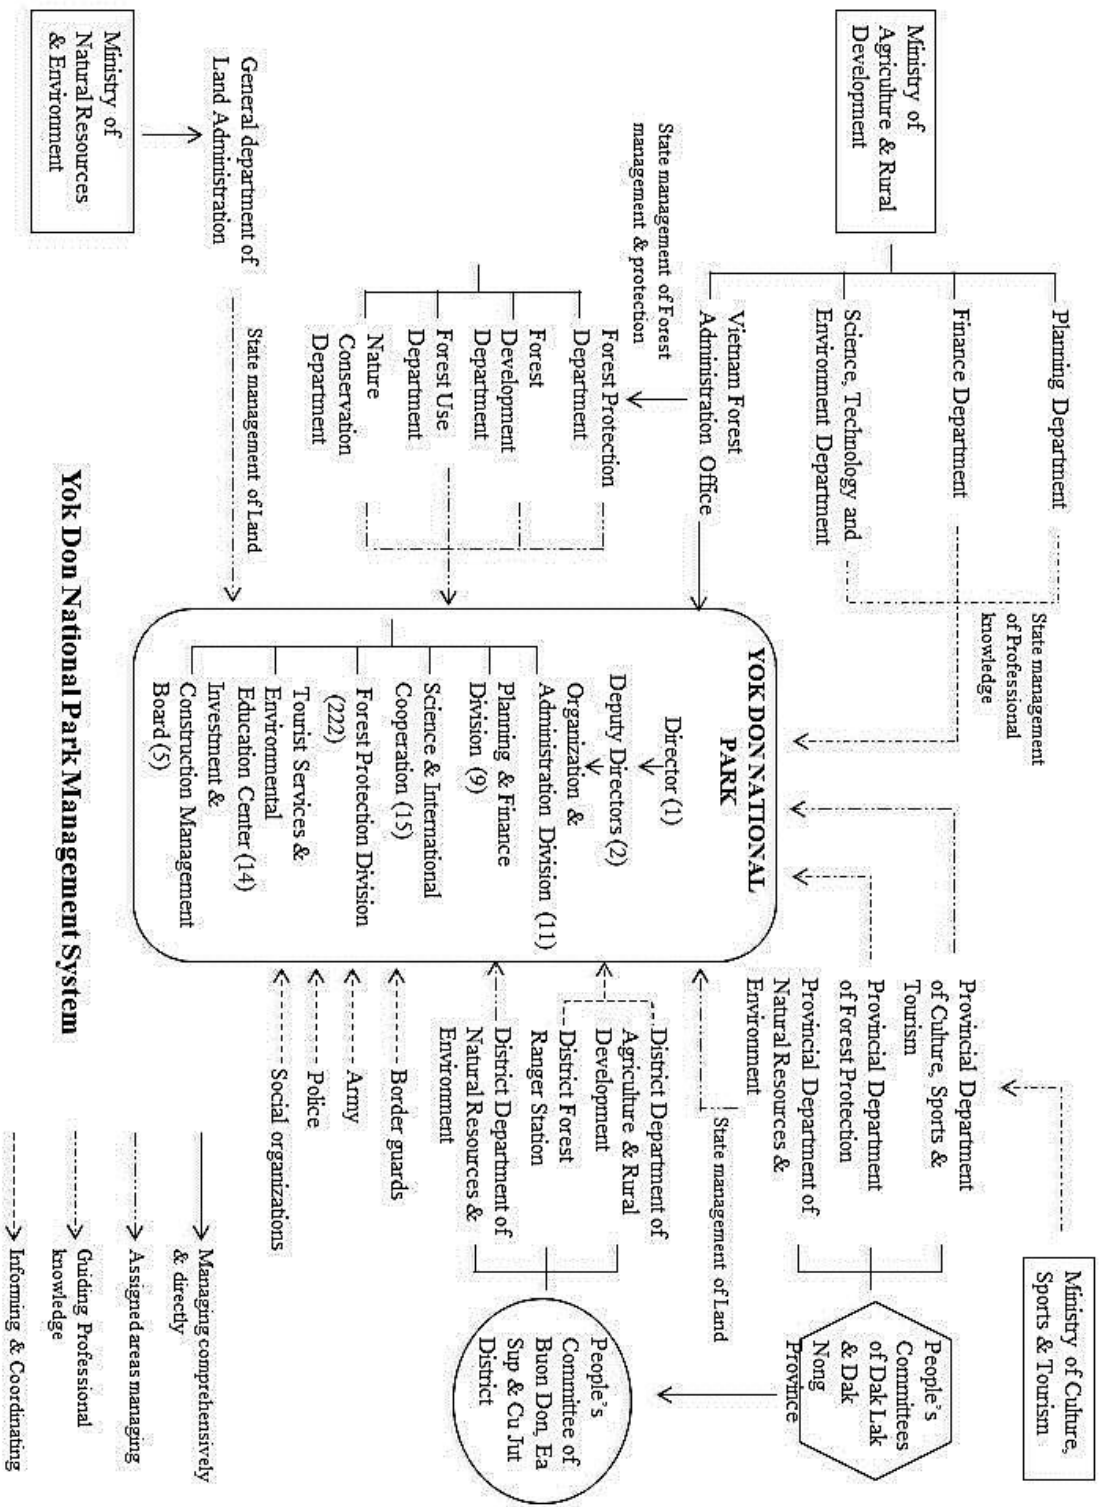 Ministry of
Agriculture & Rural
Development
Planning Department
Finance Department
Science, Technology and
Environment Department
Vietnam Forest
Administration Office
State management of Forest
management & protection
Forest Protection
Department
Forest
Development
Department
Forest Use
Department
Nature
Conservation
Department
General department of
Land Administration
Ministry of
Natural Resources
& Environment
State management of Land
State management
of Professional
knowledge
YOK DON NATIONAL
PARK
Director (1)
Deputy Directors (2)
Organization &
Administration Division (11)
Planning & Finance
Division (9)
Science & International
Cooperation (15)
Forest Protection Division
(222)
Tourist Services &
Environmental
Education Center (14)
Investment &
Construction Management
Board (5)
Ministry of Culture,
Sports & Tourism
Provincial Department
of Culture, Sports &
Tourism
Provincial Department
of Forest Protection
Provincial Department of
Natural Resources &
Environment
People's
Committees
of Dak Lak
& Dak
Nong
Province
State management of Land
District Department of
Agriculture & Rural
Development
District Forest
Ranger Station
District Department of
Natural Resources &
Environment
People's
Committee of
Buon Don, Ea
Sup & Cu Jut
District
Border guards
Army
Police
Social organizations
Managing comprehensively
& directly
Assigned areas managing
Guiding Professional
knowledge
Informing & Coordinating
Yok Don National Park Management System